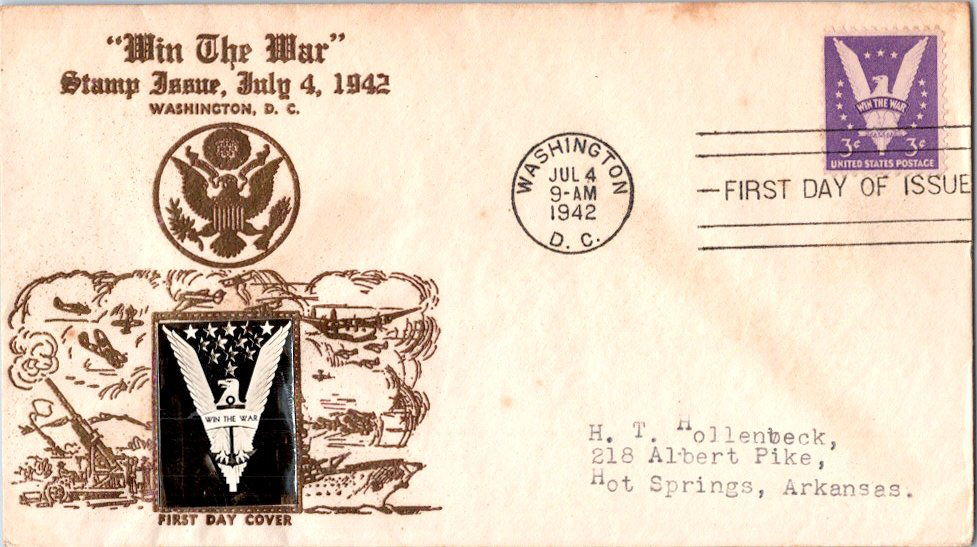 “Win The War”
Stamp Issue, July 4, 1942
WASHINGTON, D. C.
WIN THE WAR
3¢ 3¢
UNITED STATES POSTAGE
WASHINGTON
JUL 4
9-AM
1942
D. C.
FIRST DAY OF ISSUE
WIN THE WAR
FIRST DAY COVER
H. T. Hollenbeck,
218 Albert Pike,
Hot Springs, Arkansas.